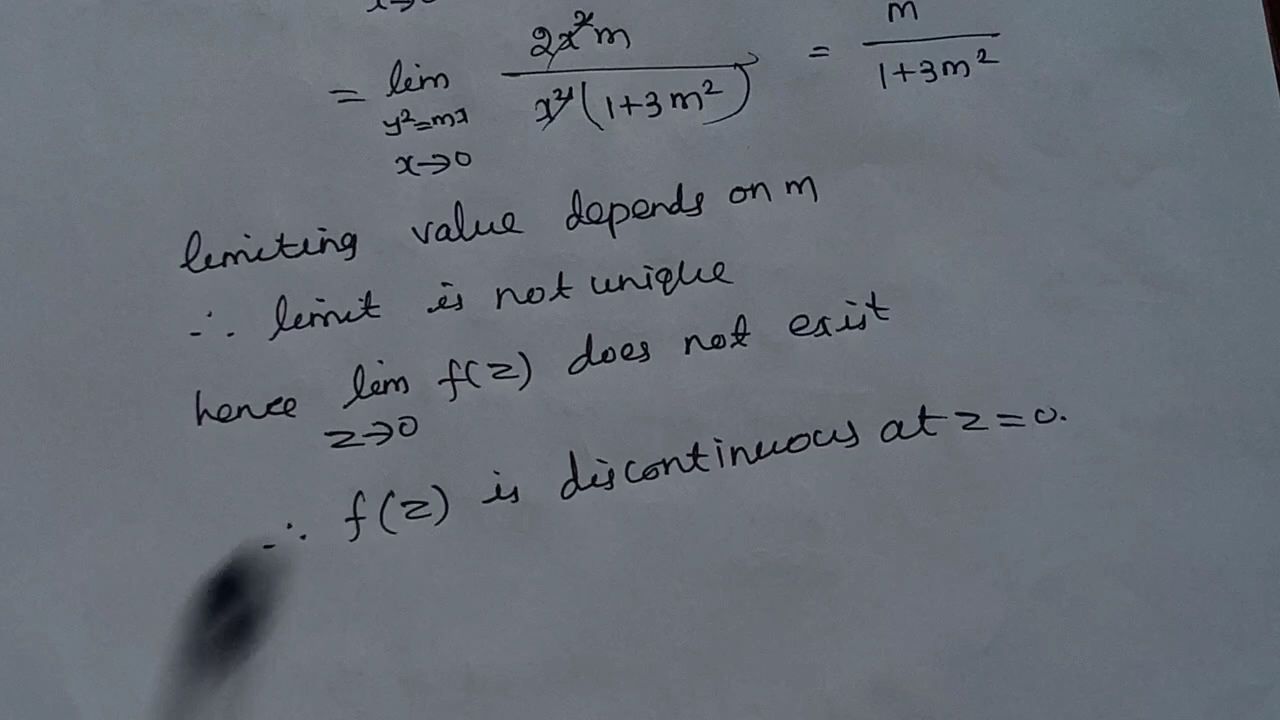 x→0
= lim 2x²m / x²(1+3m²) = m / 1+3m²
y²=mx
x→0
limiting value depends on m
∴ limit is not unique
hence lim f(z) does not exist
z→0
∴ f(z) is discontinuous at z=0.